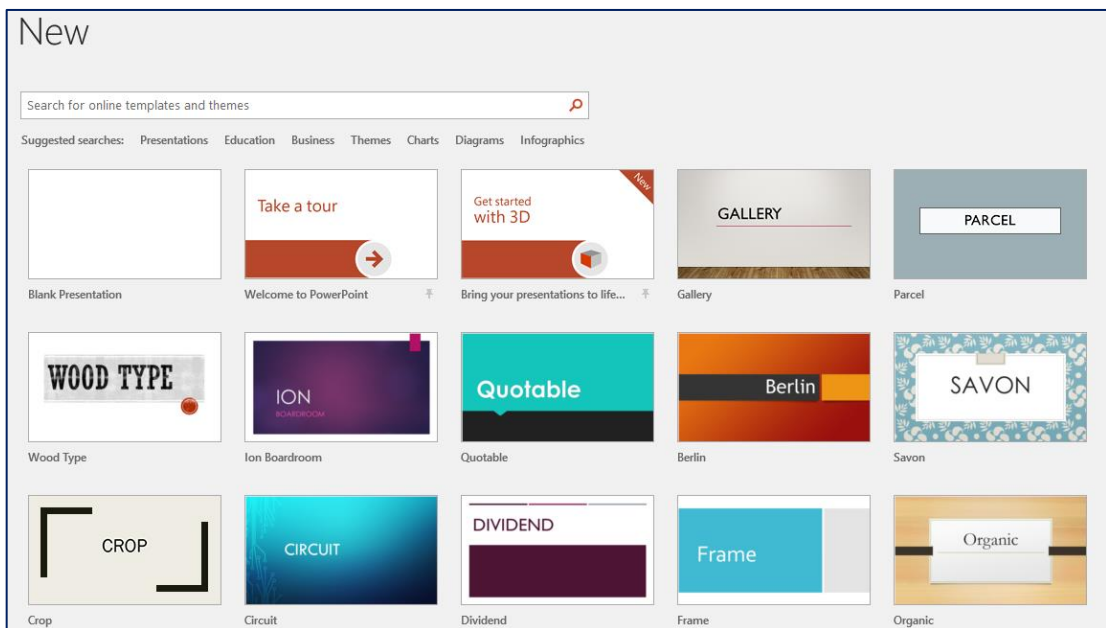 New
Search for online templates and themes
Suggested searches: Presentations Education Business Themes Charts Diagrams Infographics
Take a tour
Get started
with 3D
New
GALLERY
PARCEL
Blank Presentation
Welcome to PowerPoint
Bring your presentations to life...
Gallery
Parcel
WOOD TYPE
ION
BOARDROOM
Quotable
Berlin
SAVON
Wood Type
Ion Boardroom
Quotable
Berlin
Savon
CROP
CIRCUIT
DIVIDEND
Frame
Organic
Crop
Circuit
Dividend
Frame
Organic